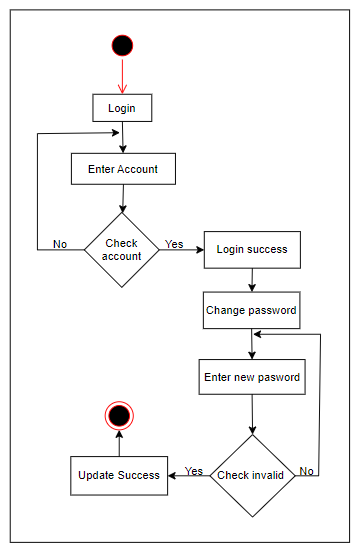 Login
Enter Account
Check
account
No
Yes
Login success
Change password
Enter new pasword
Check invalid
No
Yes
Update Success